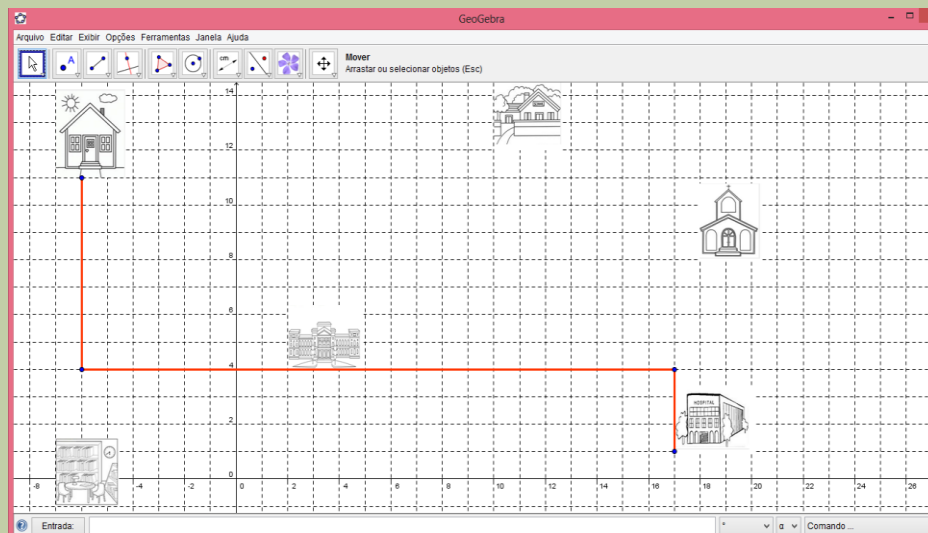 GeoGebra
Arquivo Editar Exibir Opções Ferramentas Janela Ajuda
A
cm
Mover
Arrastar ou selecionar objetos (Esc)
14
12
10
8
6
4
2
0
-8 -4 -2 0 2 4 6 8 10 12 14 16 18 20 22 24 26
HOSPITAL
Entrada:
°
α
Comando ...